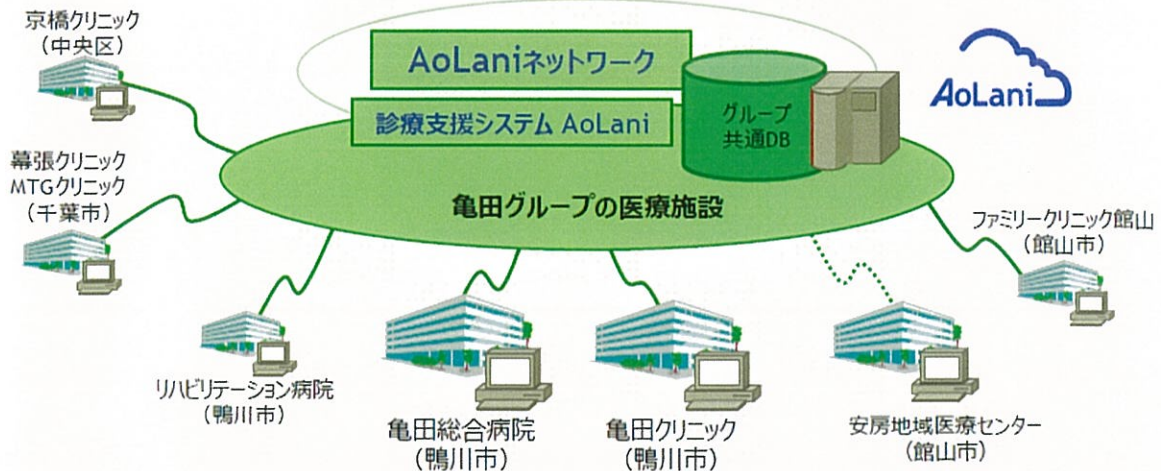 京橋クリニック
(中央区)
AoLaniネットワーク
診療支援システム AoLani
グループ
共通DB
AoLani
幕張クリニック
MTGクリニック
(千葉市)
亀田グループの医療施設
ファミリークリニック館山
(館山市)
リハビリテーション病院
(鴨川市)
亀田総合病院
(鴨川市)
亀田クリニック
(鴨川市)
安房地域医療センター
(館山市)